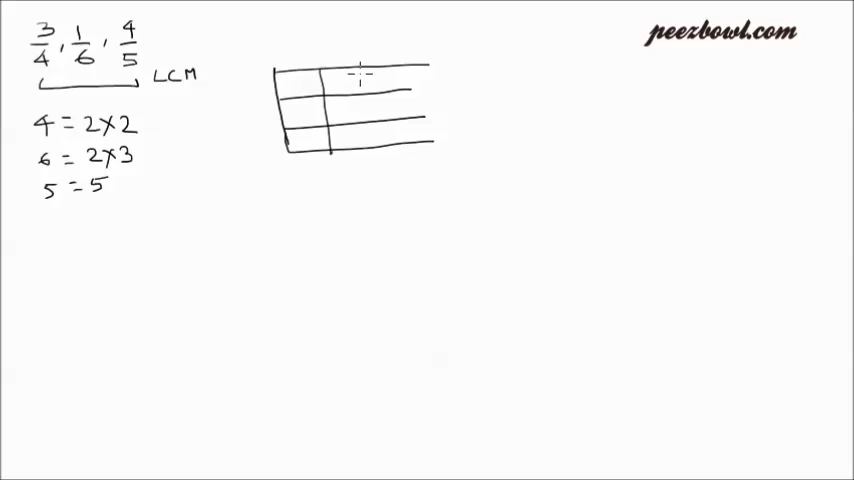 3/4, 1/6, 4/5
LCM
4 = 2×2
6 = 2×3
5 = 5
peezbowl.com